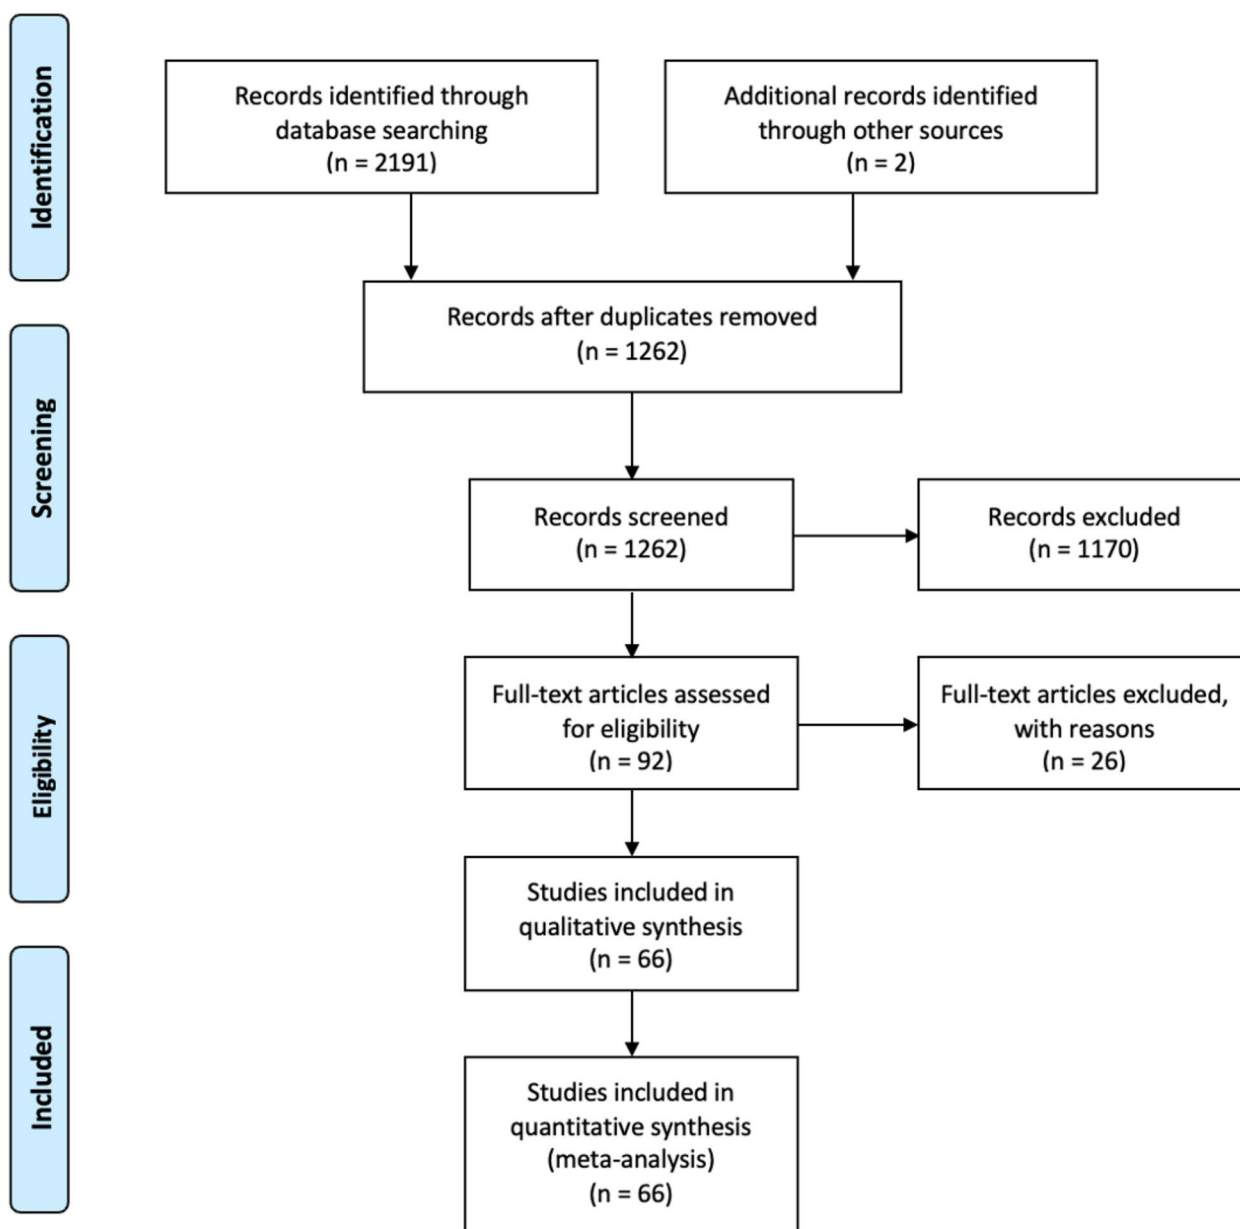 Identification
Records identified through
database searching
(n = 2191)
Additional records identified
through other sources
(n = 2)
Records after duplicates removed
(n = 1262)
Screening
Records screened
(n = 1262)
Records excluded
(n = 1170)
Eligibility
Full-text articles assessed
for eligibility
(n = 92)
Full-text articles excluded,
with reasons
(n = 26)
Studies included in
qualitative synthesis
(n = 66)
Included
Studies included in
quantitative synthesis
(meta-analysis)
(n = 66)